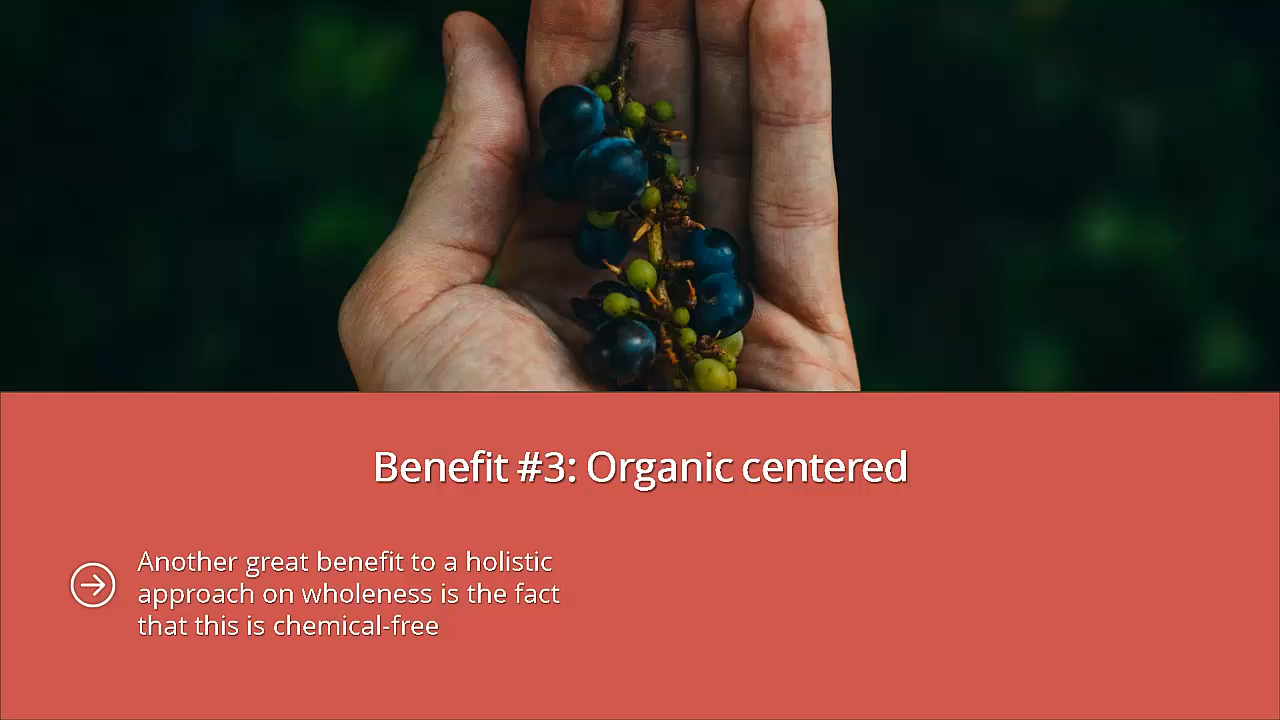 Benefit #3: Organic centered
Another great benefit to a holistic
approach on wholeness is the fact
that this is chemical-free